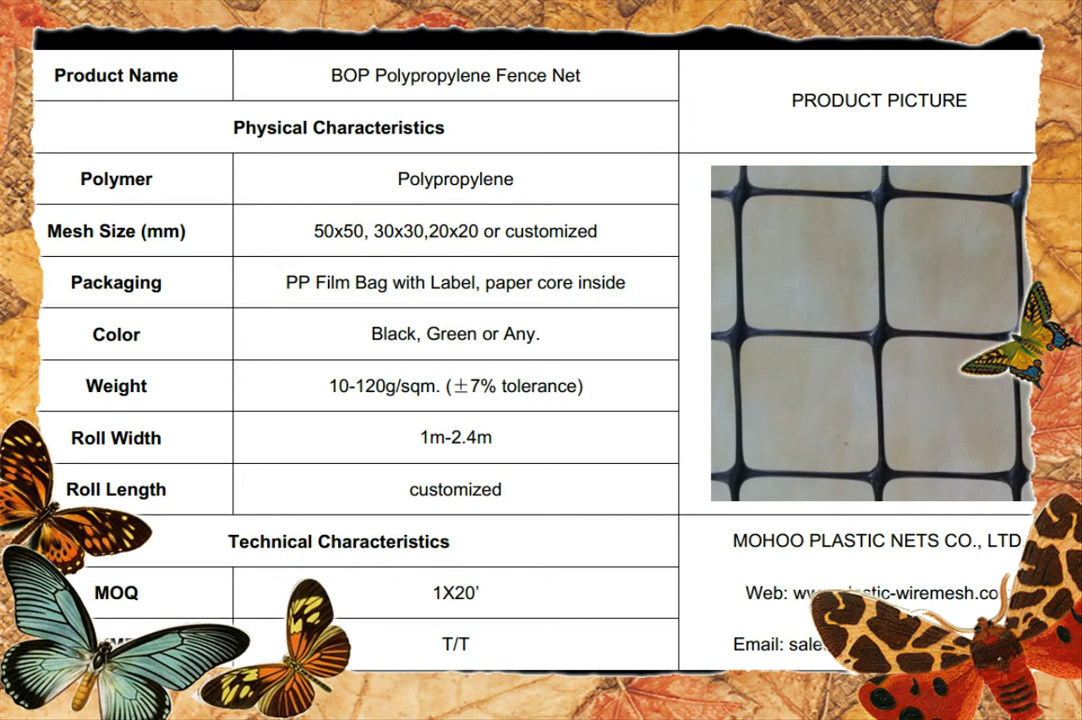 Product Name BOP Polypropylene Fence Net
PRODUCT PICTURE
Physical Characteristics
Polymer Polypropylene
Mesh Size (mm) 50x50, 30x30,20x20 or customized
Packaging PP Film Bag with Label, paper core inside
Color Black, Green or Any.
Weight 10-120g/sqm. (±7% tolerance)
Roll Width 1m-2.4m
Roll Length customized
Technical Characteristics
MOHOO PLASTIC NETS CO., LTD
MOQ 1X20’
Web:
T/T
Email: